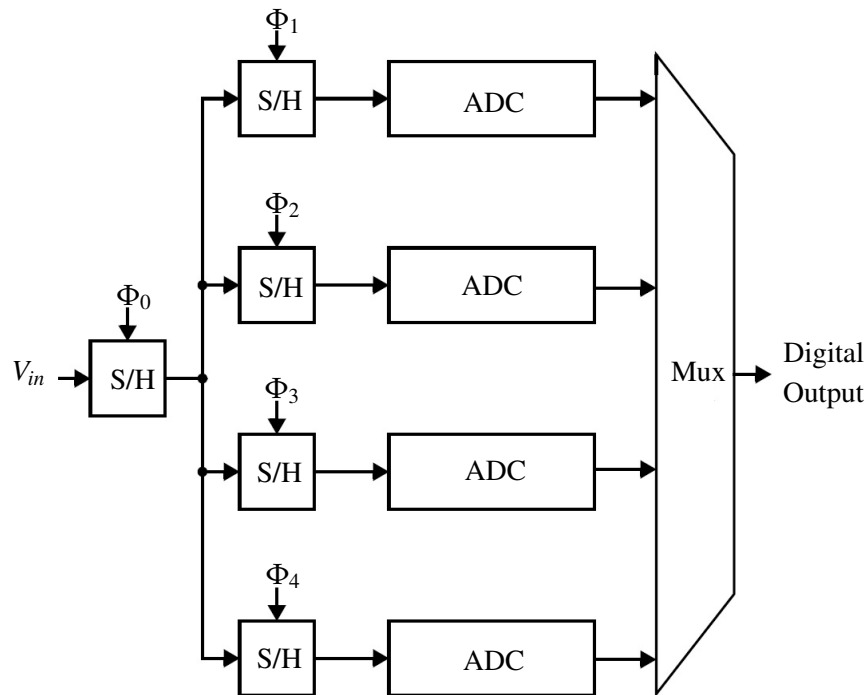 Φ1
S/H
ADC
Φ2
S/H
ADC
Φ0
Vin
S/H
Φ3
S/H
ADC
Mux
Digital
Output
Φ4
S/H
ADC